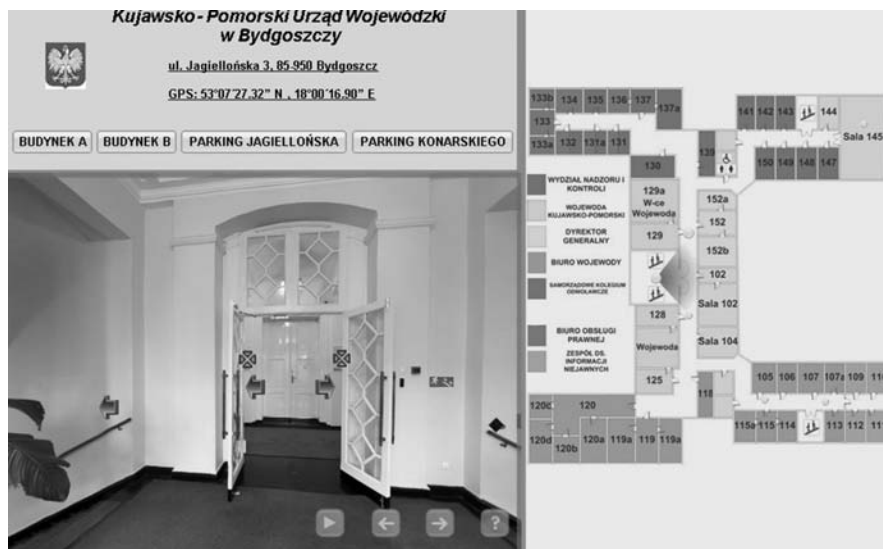 Kujawsko - Pomorski Urząd Wojewódzki
w Bydgoszczy
ul. Jagiellońska 3, 85-950 Bydgoszcz
GPS: 53°07'27.32" N , 18°00'16.90" E
BUDYNEK A
BUDYNEK B
PARKING JAGIELLOŃSKA
PARKING KONARSKIEGO
?
133b 134 135 136 137
137a
133
133a 132 131a 131
130
141 142 143 144
Sala 145
139
150 149 148 147
WYDZIAŁ NADZORU I
KONTROLI
WOJEWODA
KUJAWSKO-POMORSKI
DYREKTOR
GENERALNY
BIURO WOJEWODY
SAMORZĄDOWE KOLEGIUM
ODWOŁAWCZE
BIURO OBSŁUGI
PRAWNEJ
ZESPÓŁ DS.
INFORMACJI
NIEJAWNYCH
129a
W-ce
Wojewoda
129
152a
152
152b
102
Sala 102
Sala 104
128
Wojewoda
125
118
105 106 107 107a 109
115a 115 114 113 112
120c 120
120d 120b 120a 119a 119 119a